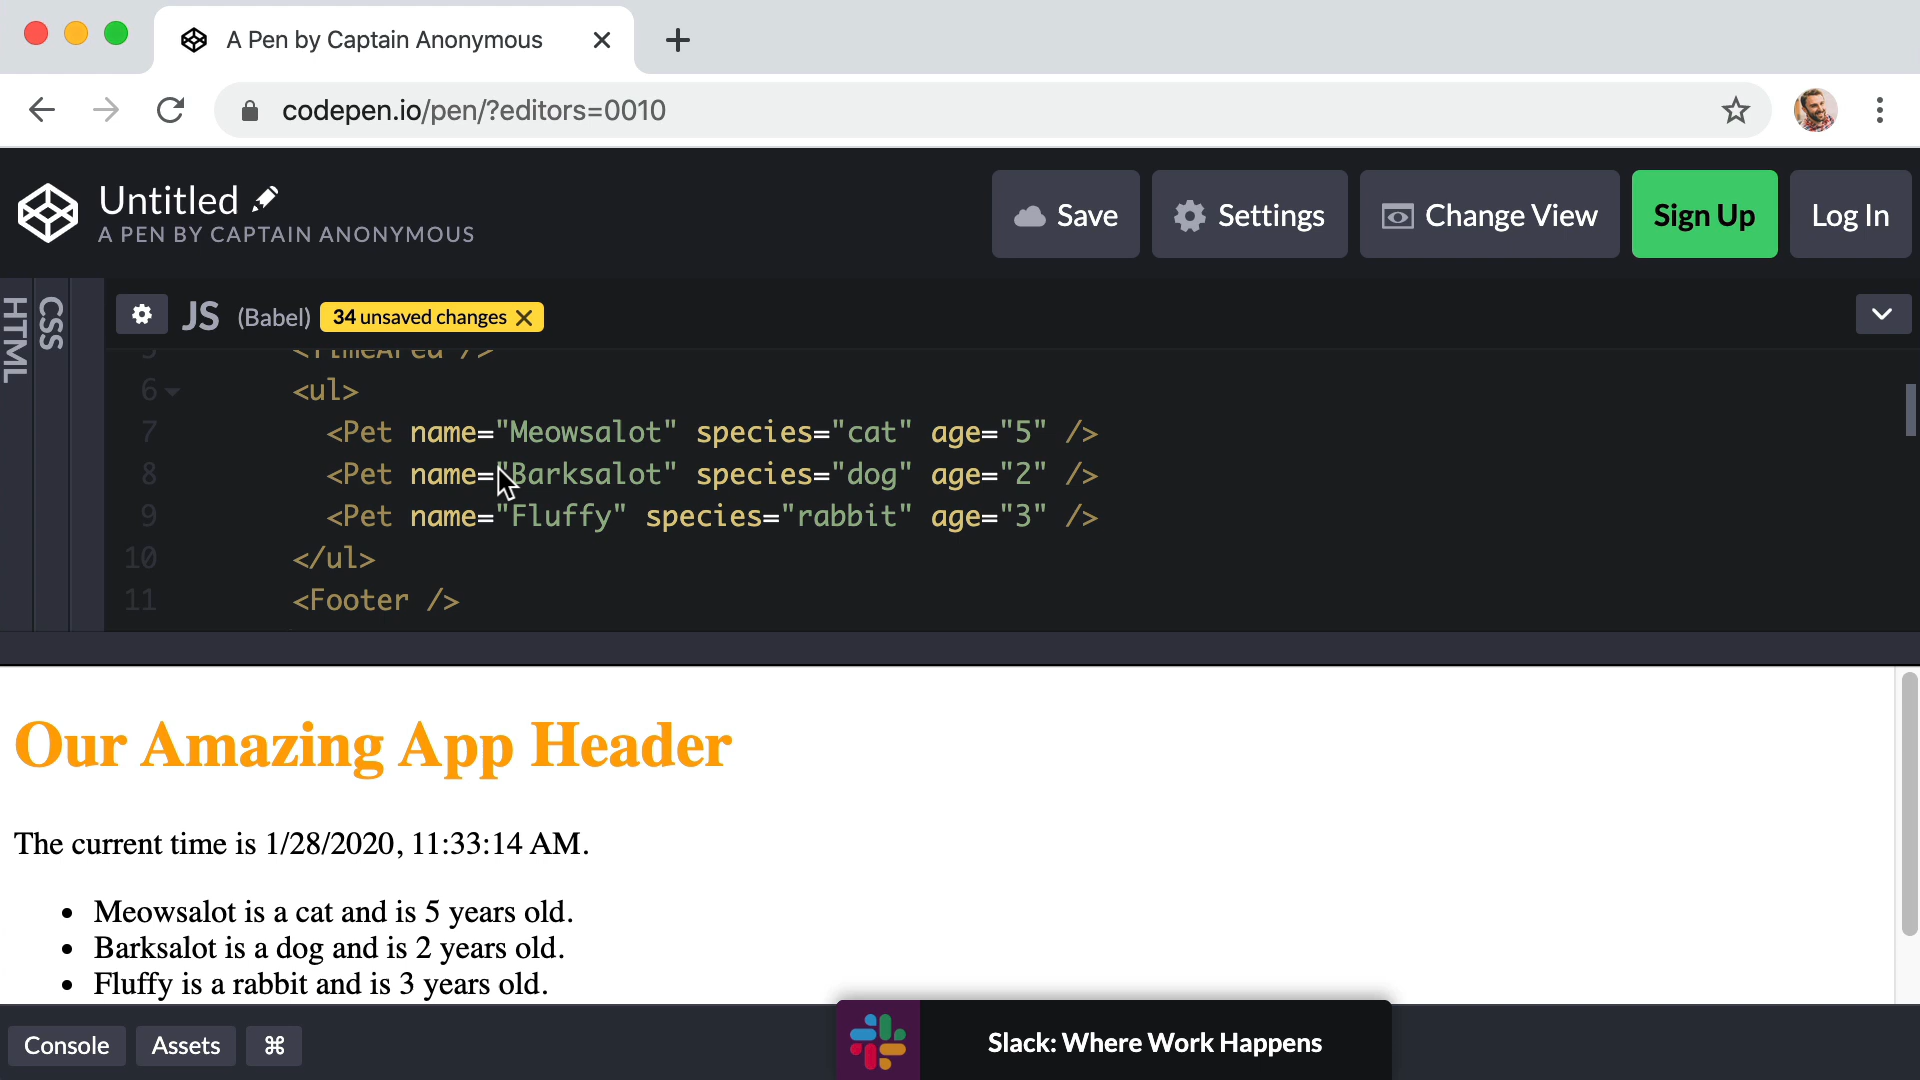 A Pen by Captain Anonymous
codepen.io/pen/?editors=0010
Untitled
A PEN BY CAPTAIN ANONYMOUS
Save
Settings
Change View
Sign Up
Log In
HTML
CSS
JS (Babel) 34 unsaved changes
5 <TimeArea />
6 <ul>
7 <Pet name="Meowsalot" species="cat" age="5" />
8 <Pet name="Barksalot" species="dog" age="2" />
9 <Pet name="Fluffy" species="rabbit" age="3" />
10 </ul>
11 <Footer />
Our Amazing App Header
The current time is 1/28/2020, 11:33:14 AM.
• Meowsalot is a cat and is 5 years old.
• Barksalot is a dog and is 2 years old.
• Fluffy is a rabbit and is 3 years old.
Console
Assets
⌘
Slack: Where Work Happens